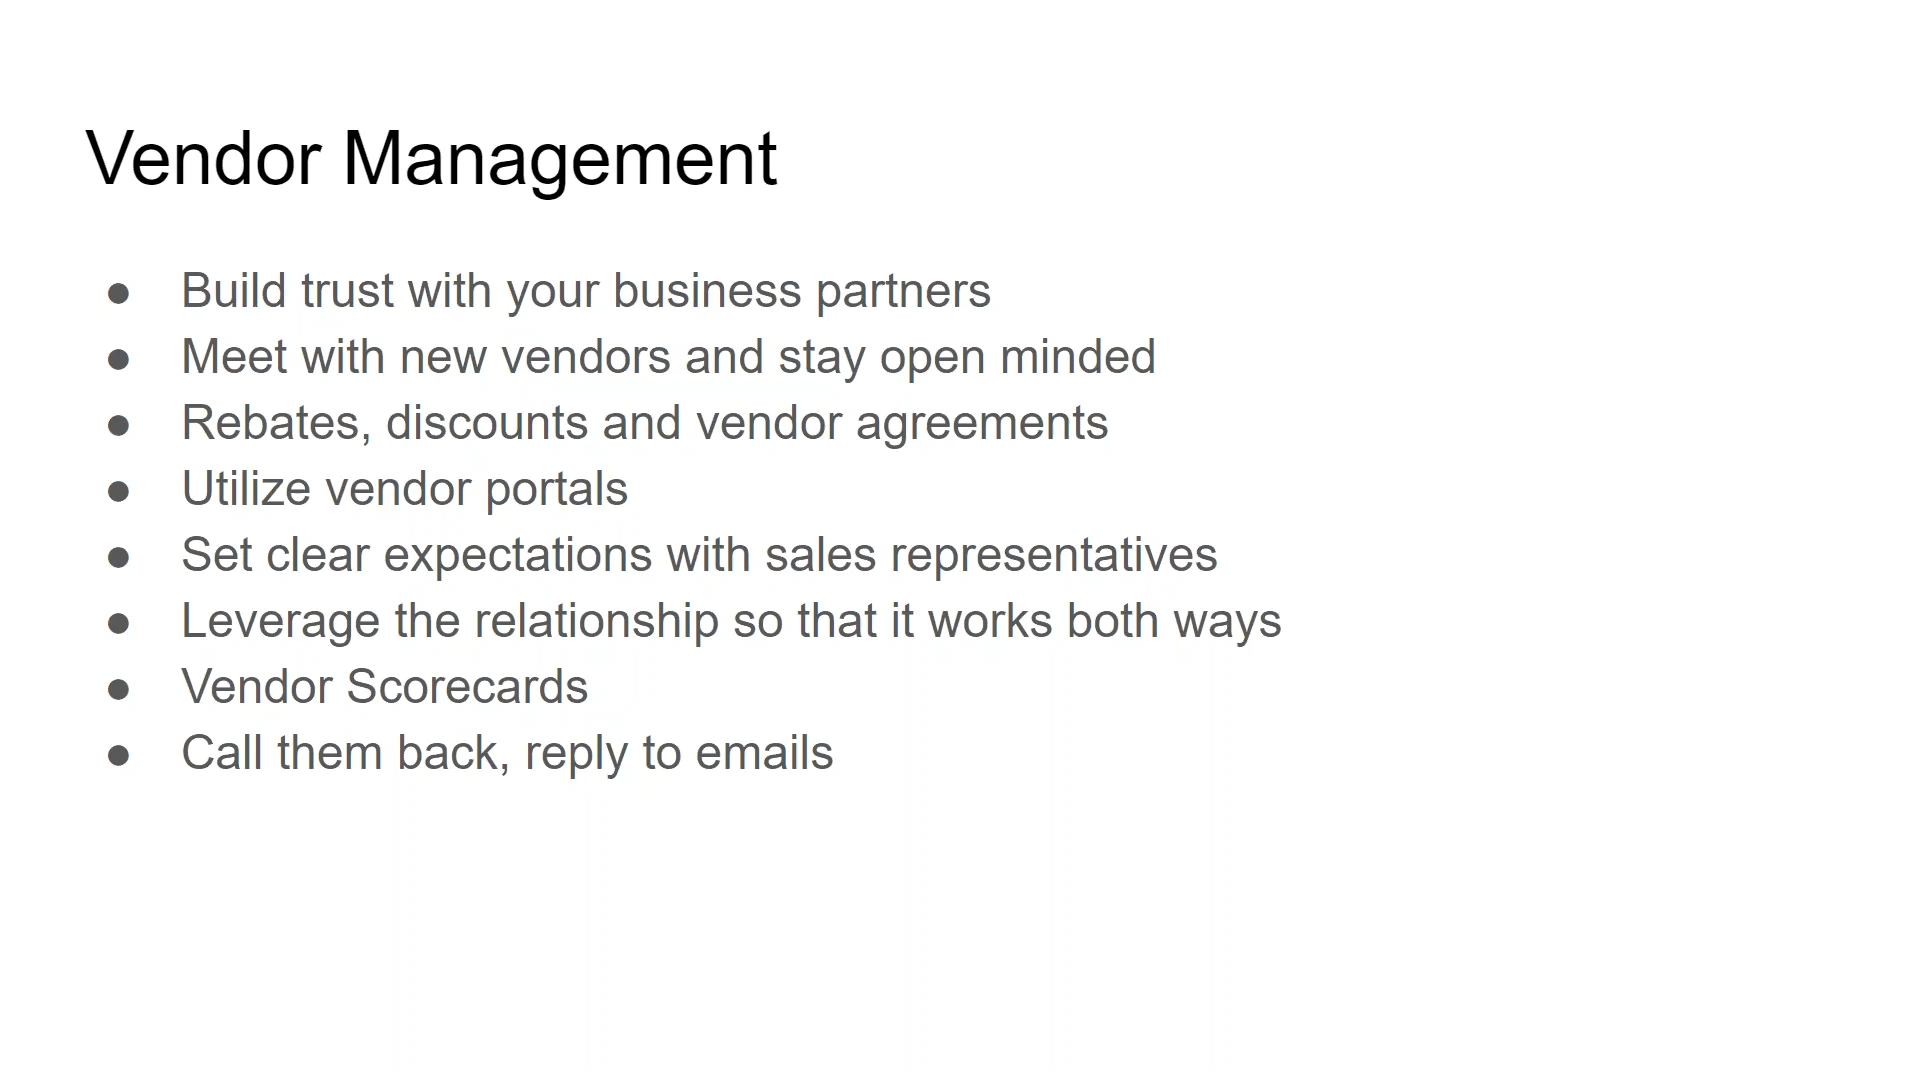 Vendor Management
● Build trust with your business partners
● Meet with new vendors and stay open minded
● Rebates, discounts and vendor agreements
● Utilize vendor portals
● Set clear expectations with sales representatives
● Leverage the relationship so that it works both ways
● Vendor Scorecards
● Call them back, reply to emails